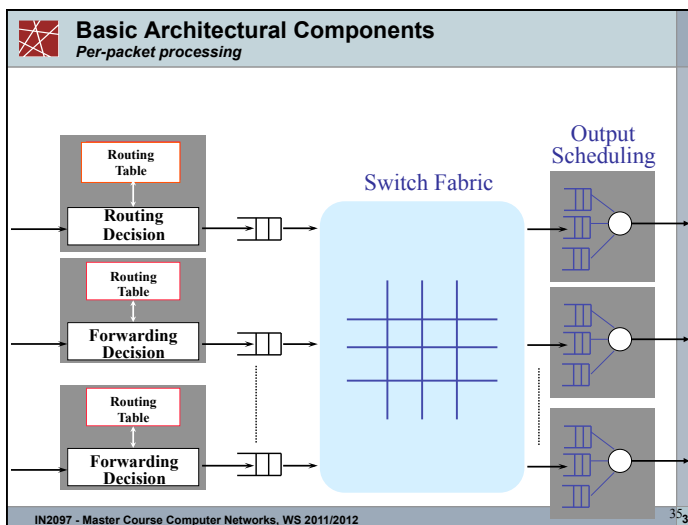 Basic Architectural Components
Per-packet processing
Output
Scheduling
Switch Fabric
Routing
Table
Routing
Decision
Routing
Table
Forwarding
Decision
Routing
Table
Forwarding
Decision
IN2097 - Master Course Computer Networks, WS 2011/2012
35
3